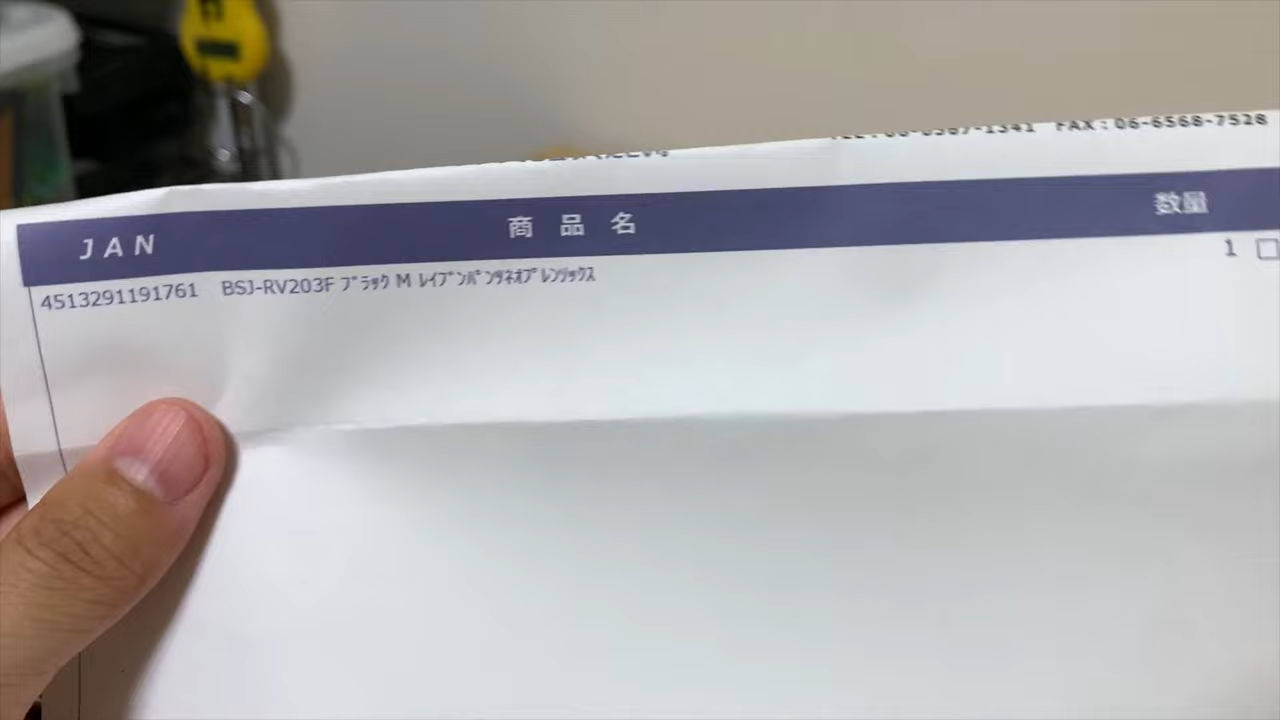 FAX：06-6568-7528
JAN 商品名 数量
4513291191761 BSJ-RV203F ﾌﾞﾗｯｸ M ﾚｲﾌﾞﾝﾊﾟﾝﾂﾈｵﾌﾟﾚﾝｿｯｸｽ 1 □